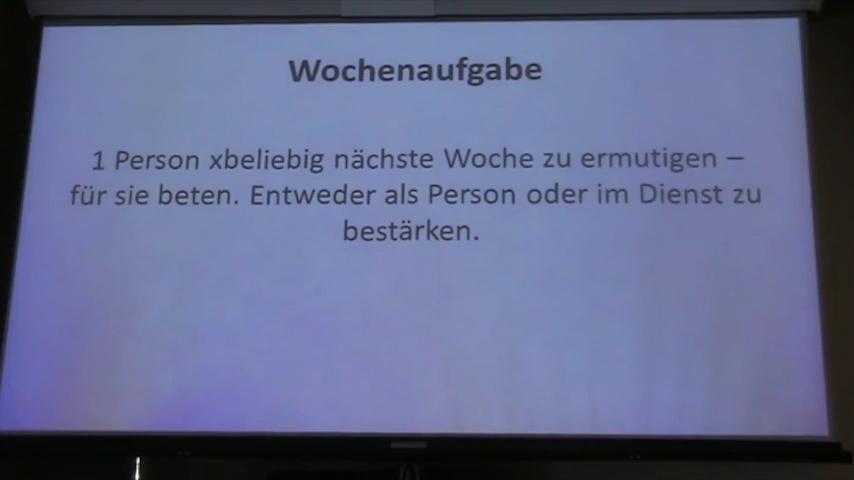 Wochenaufgabe
1 Person xbeliebig nächste Woche zu ermutigen –
für sie beten. Entweder als Person oder im Dienst zu
bestärken.